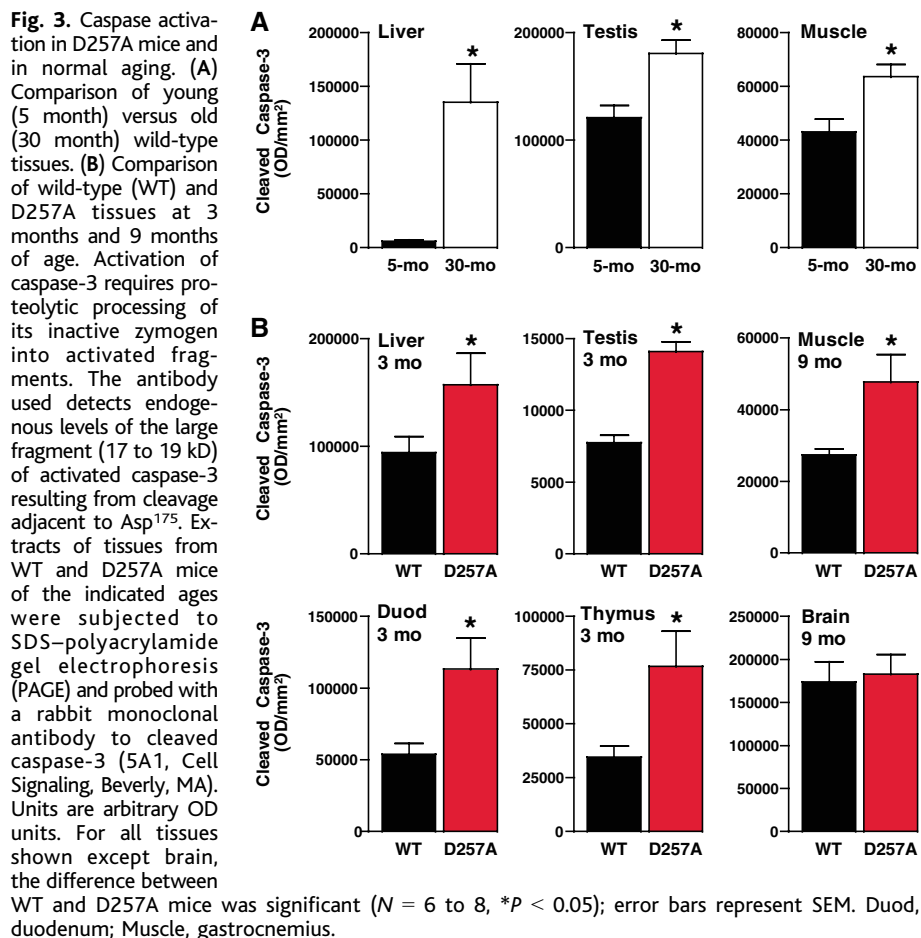 Fig. 3. Caspase activa-
tion in D257A mice and
in normal aging. (A)
Comparison of young
(5 month) versus old
(30 month) wild-type
tissues. (B) Comparison
of wild-type (WT) and
D257A tissues at 3
months and 9 months
of age. Activation of
caspase-3 requires pro-
teolytic processing of
its inactive zymogen
into activated frag-
ments. The antibody
used detects endoge-
nous levels of the large
fragment (17 to 19 kD)
of activated caspase-3
resulting from cleavage
adjacent to Asp175. Ex-
tracts of tissues from
WT and D257A mice
of the indicated ages
were subjected to
SDS–polyacrylamide
gel electrophoresis
(PAGE) and probed with
a rabbit monoclonal
antibody to cleaved
caspase-3 (5A1, Cell
Signaling, Beverly, MA).
Units are arbitrary OD
units. For all tissues
shown except brain,
the difference between
WT and D257A mice was significant (N = 6 to 8, *P < 0.05); error bars represent SEM. Duod,
duodenum; Muscle, gastrocnemius.
A
Cleaved Caspase-3
(OD/mm²)
Liver
*
200000
150000
100000
50000
0
5-mo 30-mo
Testis
*
200000
100000
0
5-mo 30-mo
Muscle
*
80000
60000
40000
20000
0
5-mo 30-mo
B
Cleaved Caspase-3
(OD/mm²)
Liver
3 mo
*
200000
100000
0
WT D257A
Testis
3 mo
*
15000
10000
5000
0
WT D257A
Muscle
9 mo
*
60000
40000
20000
0
WT D257A
Cleaved Caspase-3
(OD/mm²)
Duod
3 mo
*
150000
100000
50000
0
WT D257A
Thymus
3 mo
*
100000
75000
50000
25000
0
WT D257A
Brain
9 mo
250000
200000
150000
100000
50000
0
WT D257A